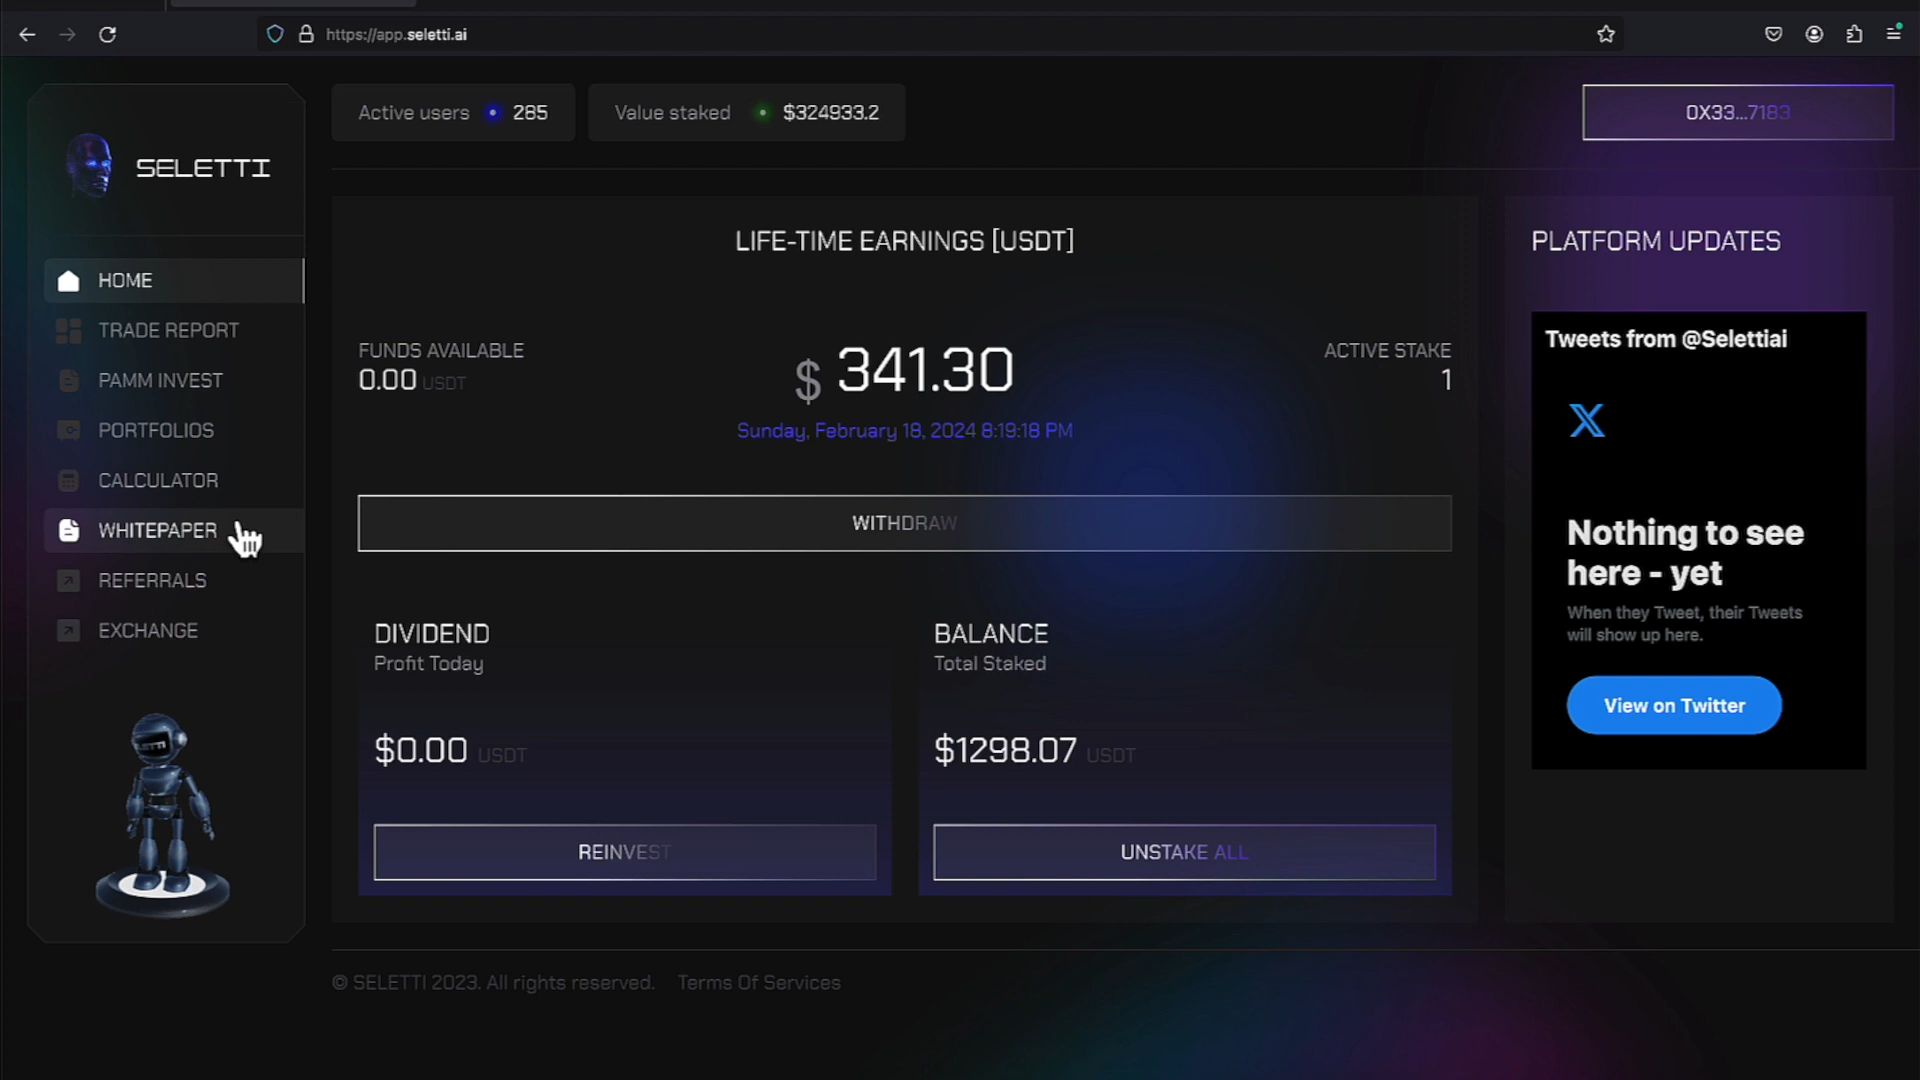 https://app.seletti.ai
Active users 285
Value staked $324933.2
0X33...7183
SELETTI
HOME
TRADE REPORT
PAMM INVEST
PORTFOLIOS
CALCULATOR
WHITEPAPER
REFERRALS
EXCHANGE
LIFE-TIME EARNINGS [USDT]
FUNDS AVAILABLE
0.00 USDT
$ 341.30
Sunday, February 18, 2024 8:19:18 PM
ACTIVE STAKE
1
WITHDRAW
DIVIDEND
Profit Today
$0.00 USDT
REINVEST
BALANCE
Total Staked
$1298.07 USDT
UNSTAKE ALL
PLATFORM UPDATES
Tweets from @Selettiai
Nothing to see
here - yet
When they Tweet, their Tweets
will show up here.
View on Twitter
© SELETTI 2023. All rights reserved. Terms Of Services